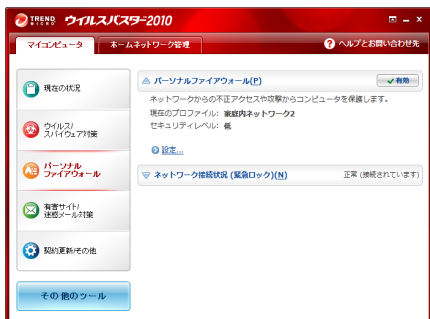 TREND MICRO ウイルスバスター2010
マイコンピュータ
ホームネットワーク管理
ヘルプとお問い合わせ先
現在の状況
ウイルス/
スパイウェア対策
パーソナル
ファイアウォール
有害サイト/
迷惑メール対策
契約更新/その他
その他のツール
パーソナルファイアウォール(P)
有効
ネットワークからの不正アクセスや攻撃からコンピュータを保護します。
現在のプロファイル: 家庭内ネットワーク2
セキュリティレベル: 低
設定...
ネットワーク接続状況 (緊急ロック)(N)
正常 (接続されています)